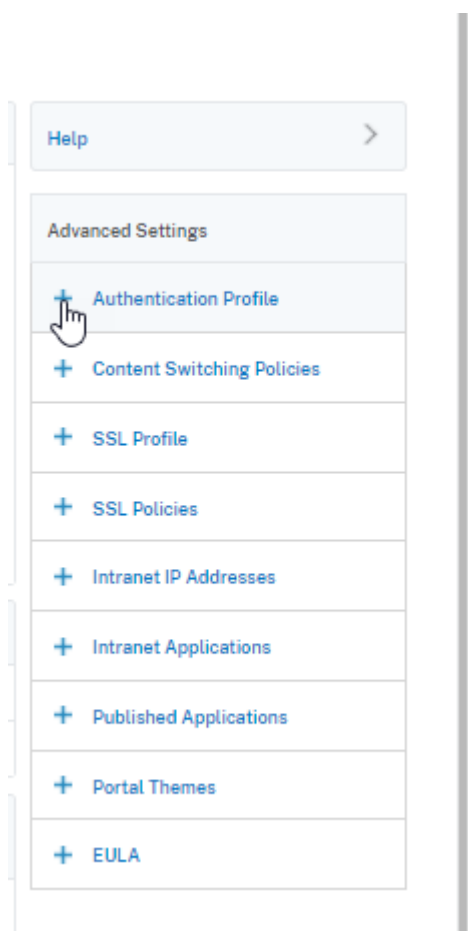 Help
Advanced Settings
Authentication Profile
Content Switching Policies
SSL Profile
SSL Policies
Intranet IP Addresses
Intranet Applications
Published Applications
Portal Themes
EULA